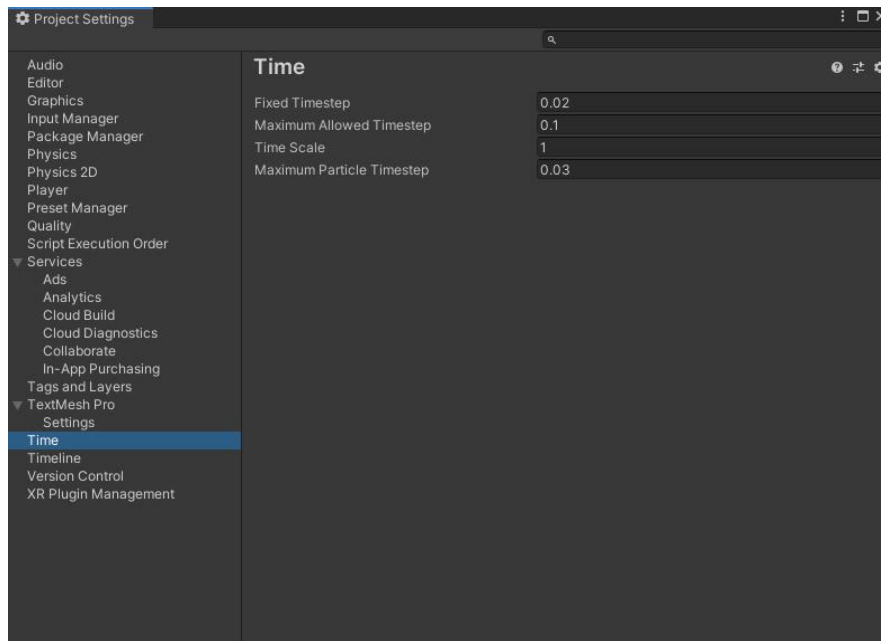 Project Settings
Audio
Editor
Graphics
Input Manager
Package Manager
Physics
Physics 2D
Player
Preset Manager
Quality
Script Execution Order
Services
Ads
Analytics
Cloud Build
Cloud Diagnostics
Collaborate
In-App Purchasing
Tags and Layers
TextMesh Pro
Settings
Time
Timeline
Version Control
XR Plugin Management
Time
Fixed Timestep 0.02
Maximum Allowed Timestep 0.1
Time Scale 1
Maximum Particle Timestep 0.03